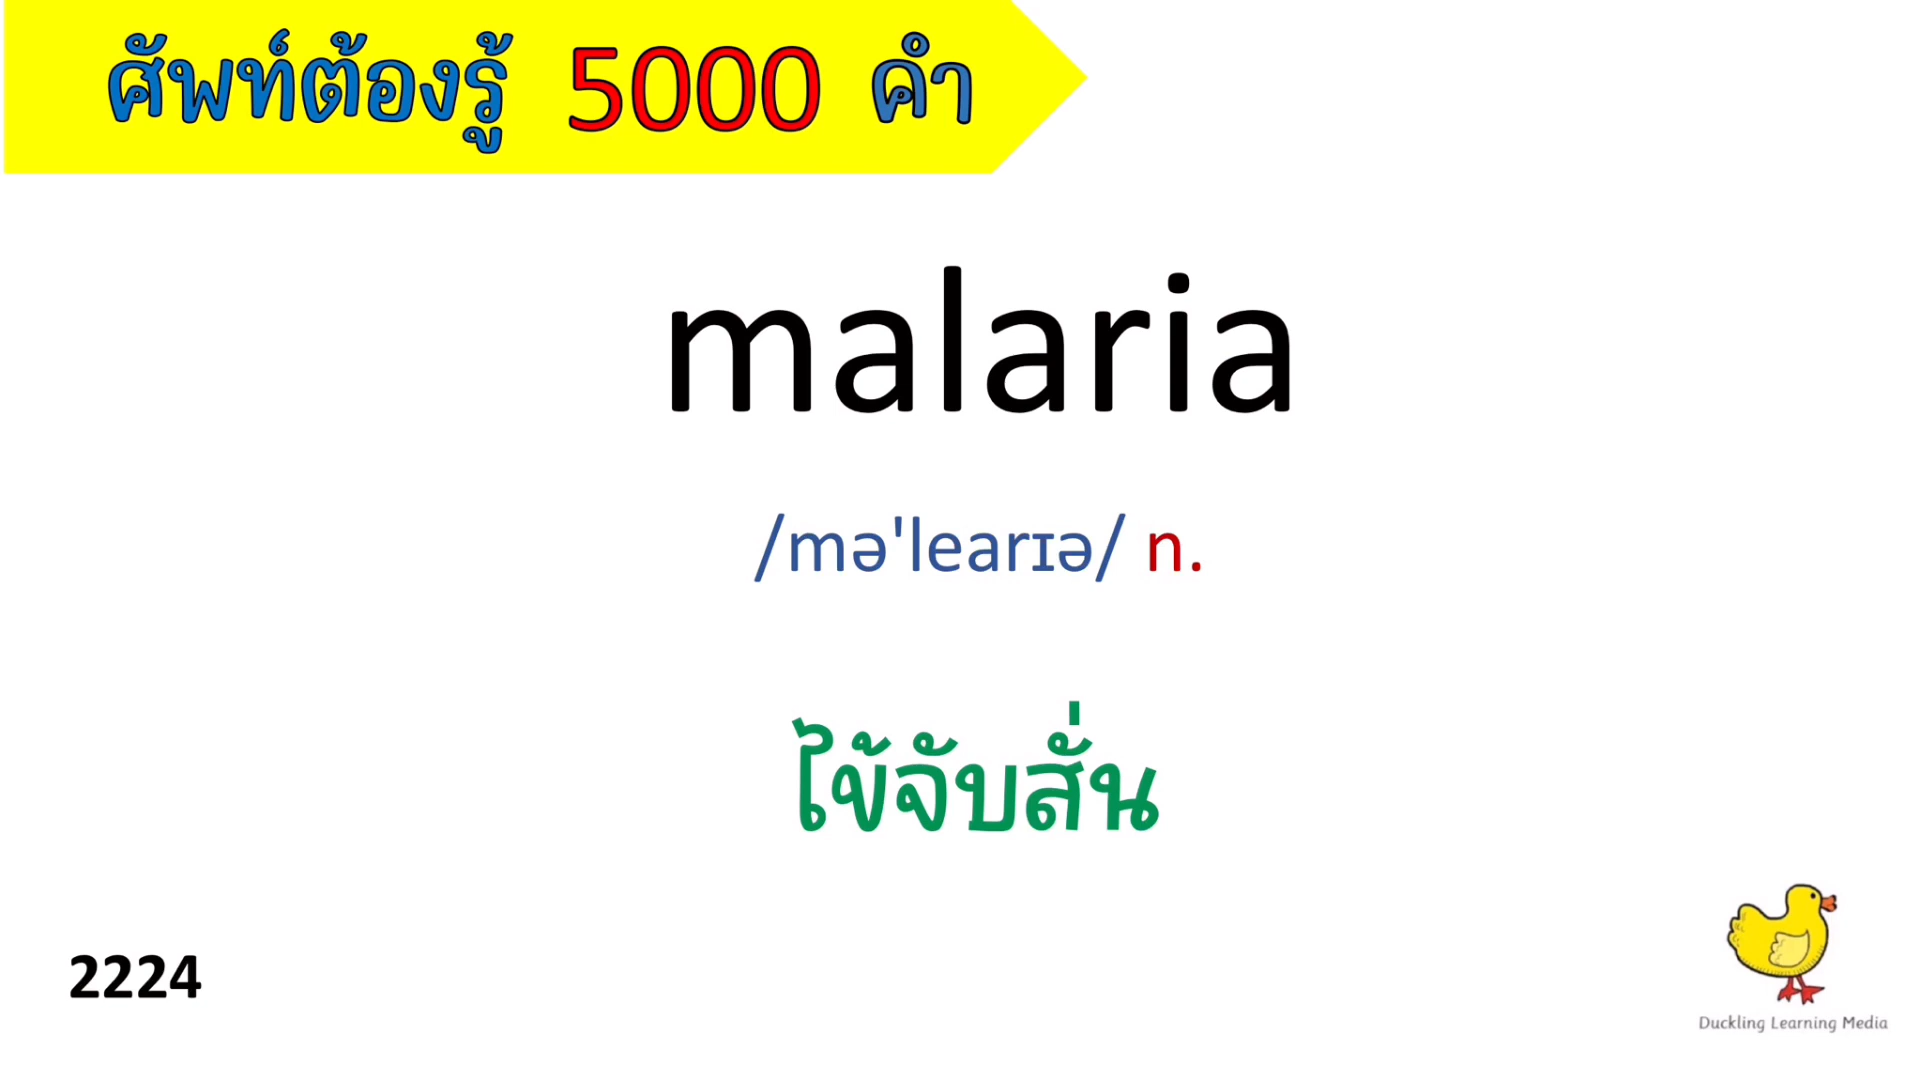 ศัพท์ต้องรู้ 5000 คำ
malaria
/mə'learɪə/ n.
ไข้จับสั่น
2224
Duckling Learning Media